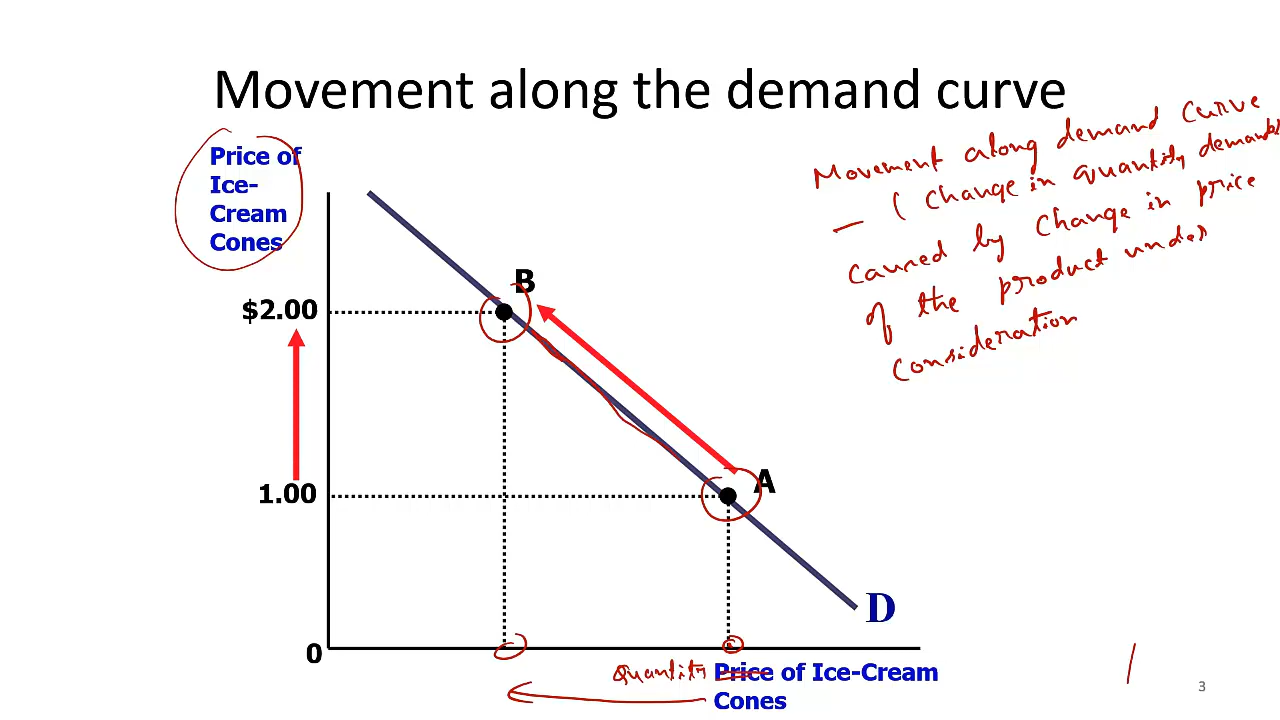 Movement along the demand curve
Price of
Ice-
Cream
Cones
Movement along demand curve
— ( Change in quantity demanded
caused by change in price
of the product under
consideration
B
$2.00
A
1.00
D
0
Quantity Price of Ice-Cream
Cones
3